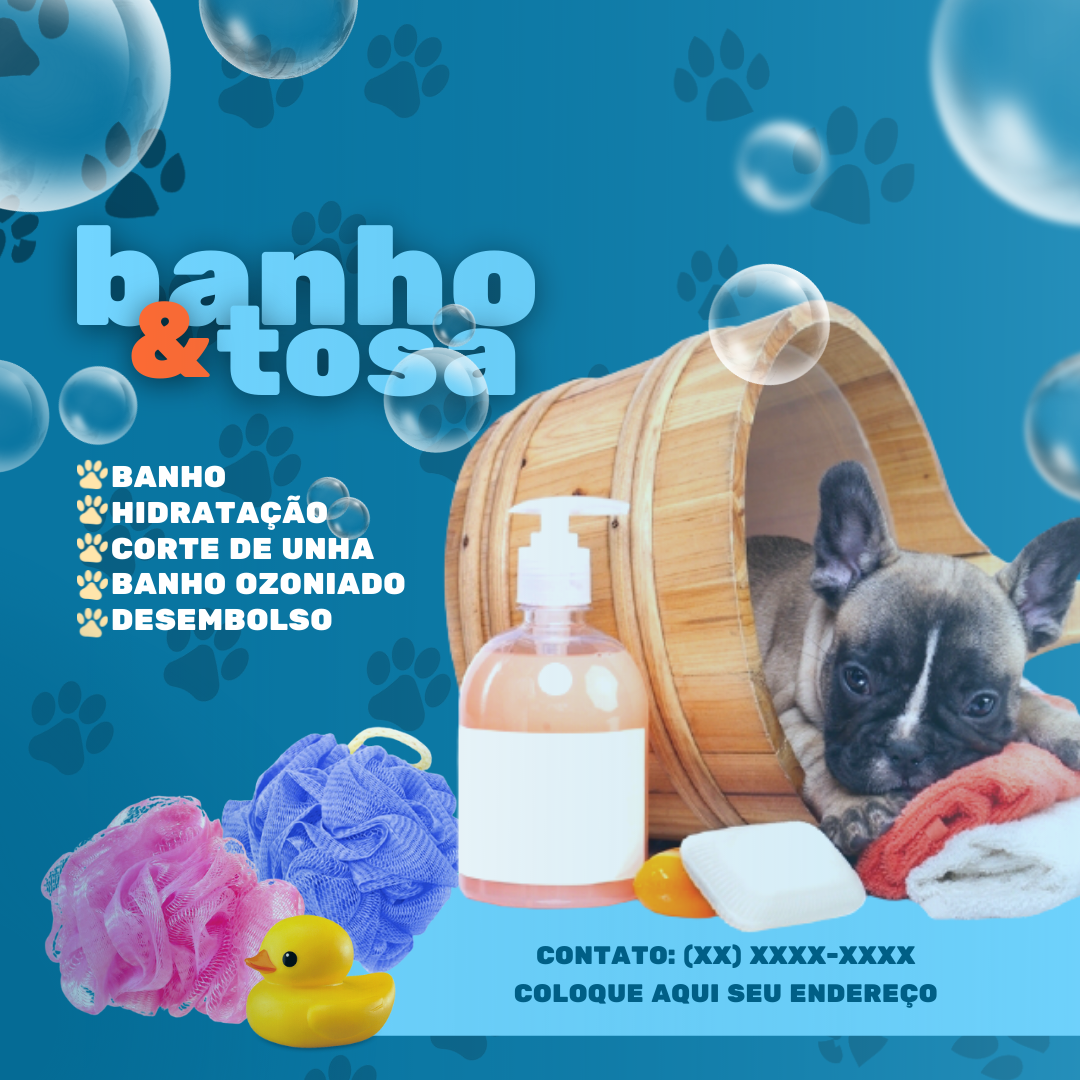 banho
&tosa
BANHO
HIDRATAÇÃO
CORTE DE UNHA
BANHO OZONIADO
DESEMBOLSO
CONTATO: (XX) XXXX-XXXX
COLOQUE AQUI SEU ENDEREÇO